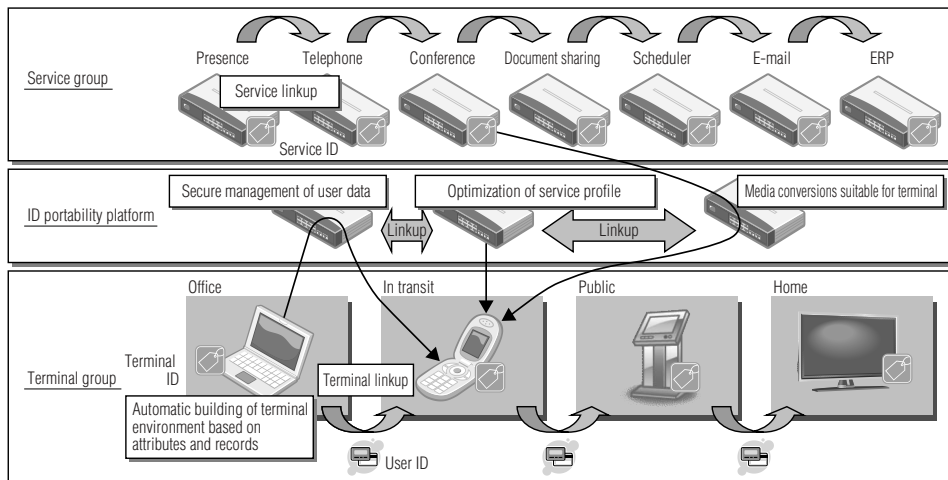 Presence
Telephone
Conference
Document sharing
Scheduler
E-mail
ERP
Service group
Service linkup
Service ID
Secure management of user data
Optimization of service profile
Media conversions suitable for terminal
ID portability platform
Linkup
Linkup
Office
In transit
Public
Home
Terminal
ID
Terminal group
Terminal linkup
Automatic building of terminal
environment based on
attributes and records
User ID